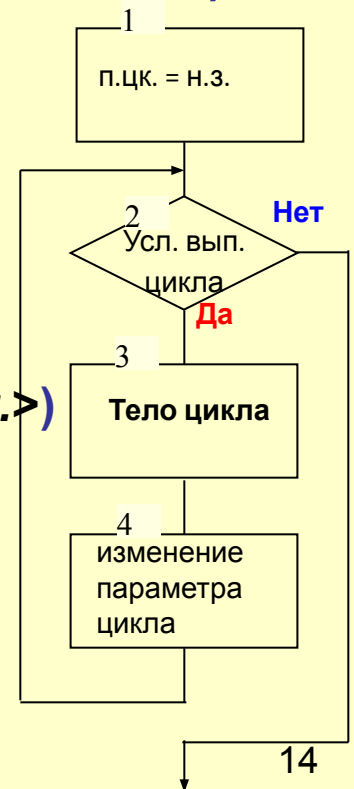 1
п.цк. = н.з.
2
Нет
Усл. вып.
цикла
Да
3
.>)
Тело цикла
4
изменение
параметра
цикла
14